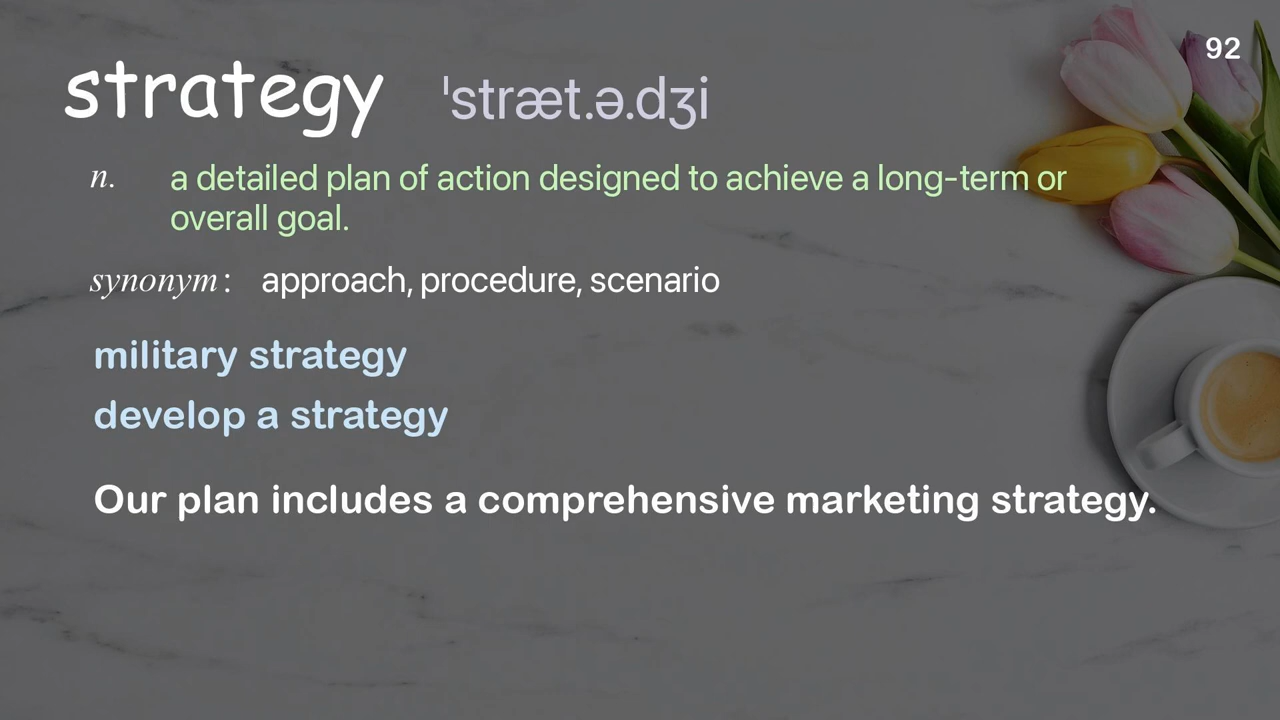 92
strategy ˈstræt.ə.dʒi
n. a detailed plan of action designed to achieve a long-term or
overall goal.
synonym: approach, procedure, scenario
military strategy
develop a strategy
Our plan includes a comprehensive marketing strategy.